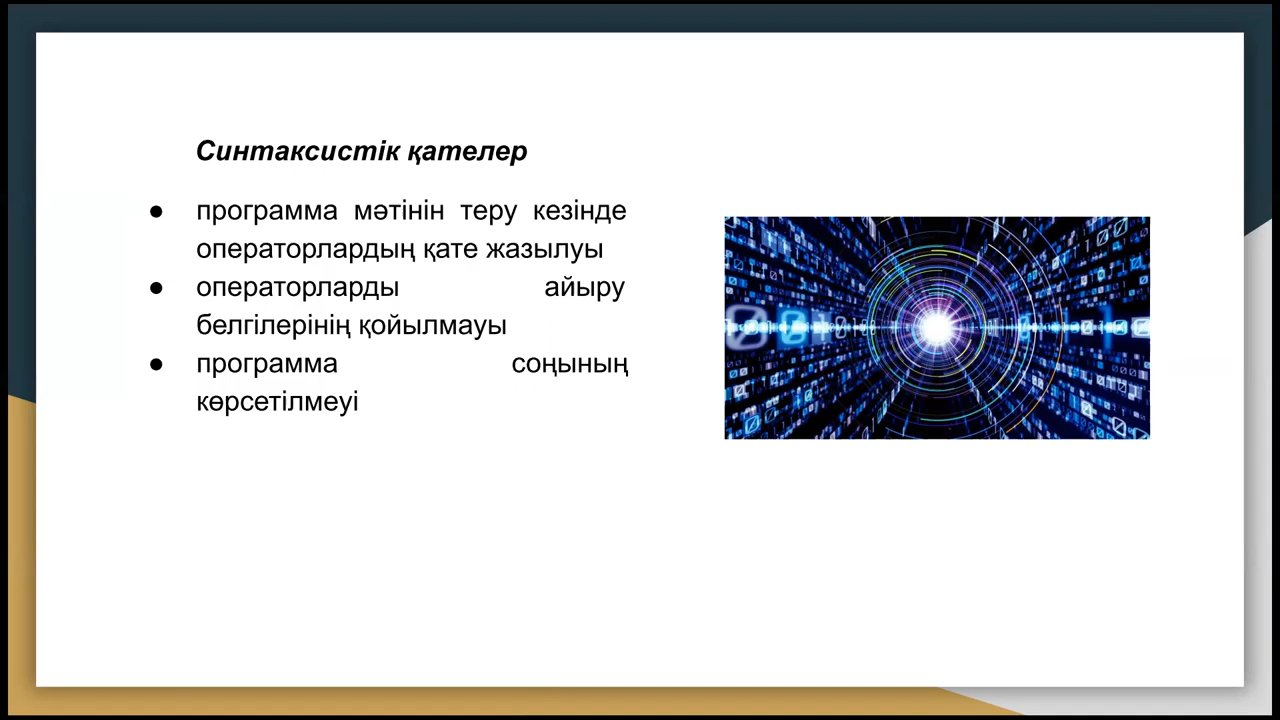 Синтаксистік қателер
● программа мәтінін теру кезінде
операторлардың қате жазылуы
● операторларды айыру
белгілерінің қойылмауы
● программа соңының
көрсетілмеуі